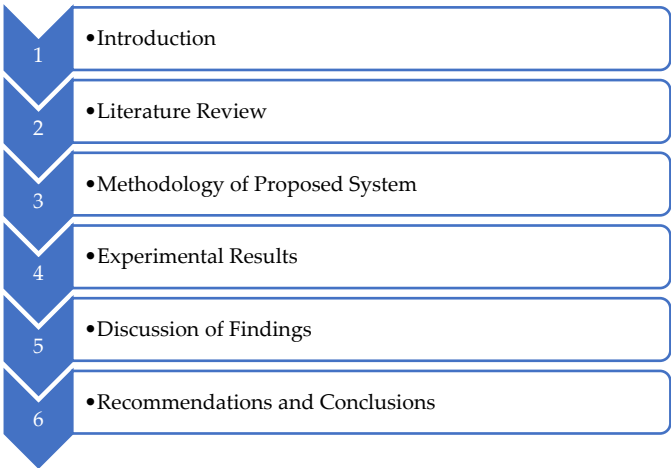 1
•Introduction
2
•Literature Review
3
•Methodology of Proposed System
4
•Experimental Results
5
•Discussion of Findings
6
•Recommendations and Conclusions